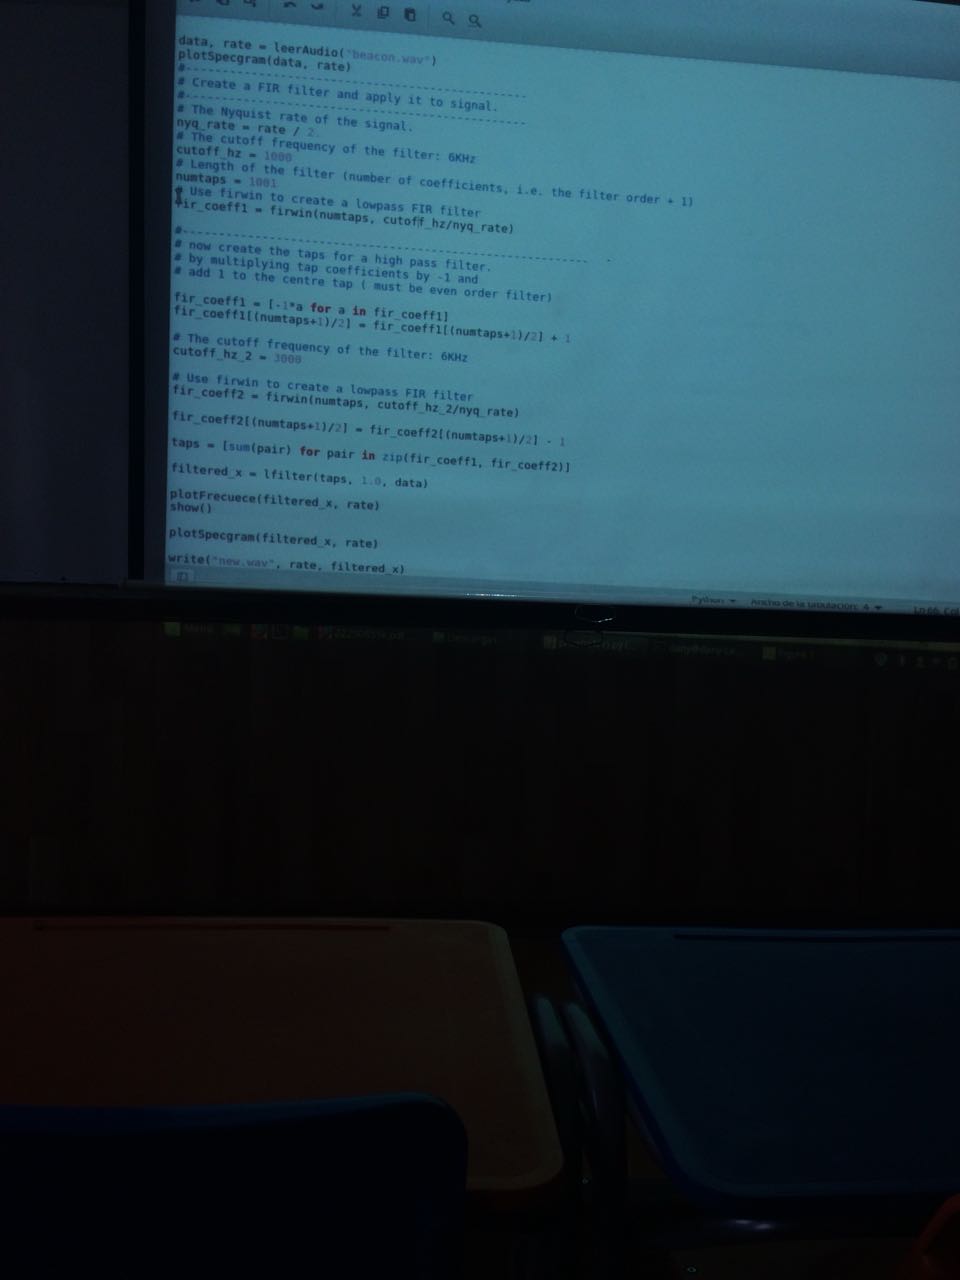 data, rate = leerAudio("beacon.wav")
plotSpecgram(data, rate)
#------------------------------------------------
# Create a FIR filter and apply it to signal.
#------------------------------------------------
# The Nyquist rate of the signal.
nyq_rate = rate / 2.
# The cutoff frequency of the filter: 6KHz
cutoff_hz = 1000
# Length of the filter (number of coefficients, i.e. the filter order + 1)
numtaps = 1001
# Use firwin to create a lowpass FIR filter
fir_coeff1 = firwin(numtaps, cutoff_hz/nyq_rate)
#---------------------------------------------------------
# now create the taps for a high pass filter.
# by multiplying tap coefficients by -1 and
# add 1 to the centre tap ( must be even order filter)
fir_coeff1 = [-1*a for a in fir_coeff1]
fir_coeff1[(numtaps+1)/2] = fir_coeff1[(numtaps+1)/2] + 1
# The cutoff frequency of the filter: 6KHz
cutoff_hz_2 = 3000
# Use firwin to create a lowpass FIR filter
fir_coeff2 = firwin(numtaps, cutoff_hz_2/nyq_rate)
fir_coeff2[(numtaps+1)/2] = fir_coeff2[(numtaps+1)/2] - 1
taps = [sum(pair) for pair in zip(fir_coeff1, fir_coeff2)]
filtered_x = lfilter(taps, 1.0, data)
plotFrecuece(filtered_x, rate)
show()
plotSpecgram(filtered_x, rate)
write("new.wav", rate, filtered_x)
Python Ancho de la tabulación: 4 Ln 66, Col
Menú